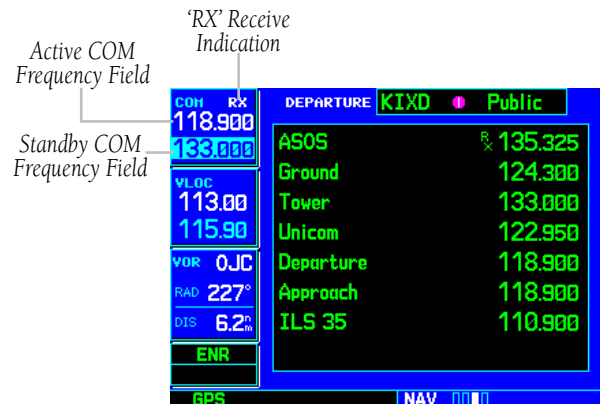 'RX' Receive
Indication
Active COM
Frequency Field
Standby COM
Frequency Field
COM RX
118.900
133.000
VLOC
113.00
115.90
VOR OJC
RAD 227°
DIS 6.2nm
ENR
GPS
DEPARTURE KIXD Public
ASOS RX 135.325
Ground 124.300
Tower 133.000
Unicom 122.950
Departure 118.900
Approach 118.900
ILS 35 110.900
NAV